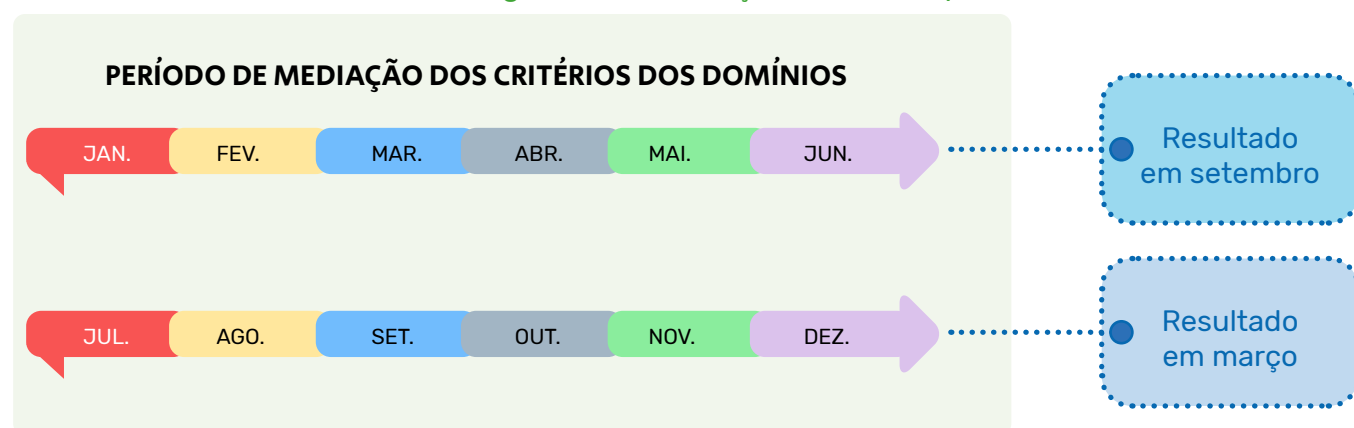 PERÍODO DE MEDIAÇÃO DOS CRITÉRIOS DOS DOMÍNIOS
JAN. FEV. MAR. ABR. MAI. JUN.
Resultado
em setembro
JUL. AGO. SET. OUT. NOV. DEZ.
Resultado
em março